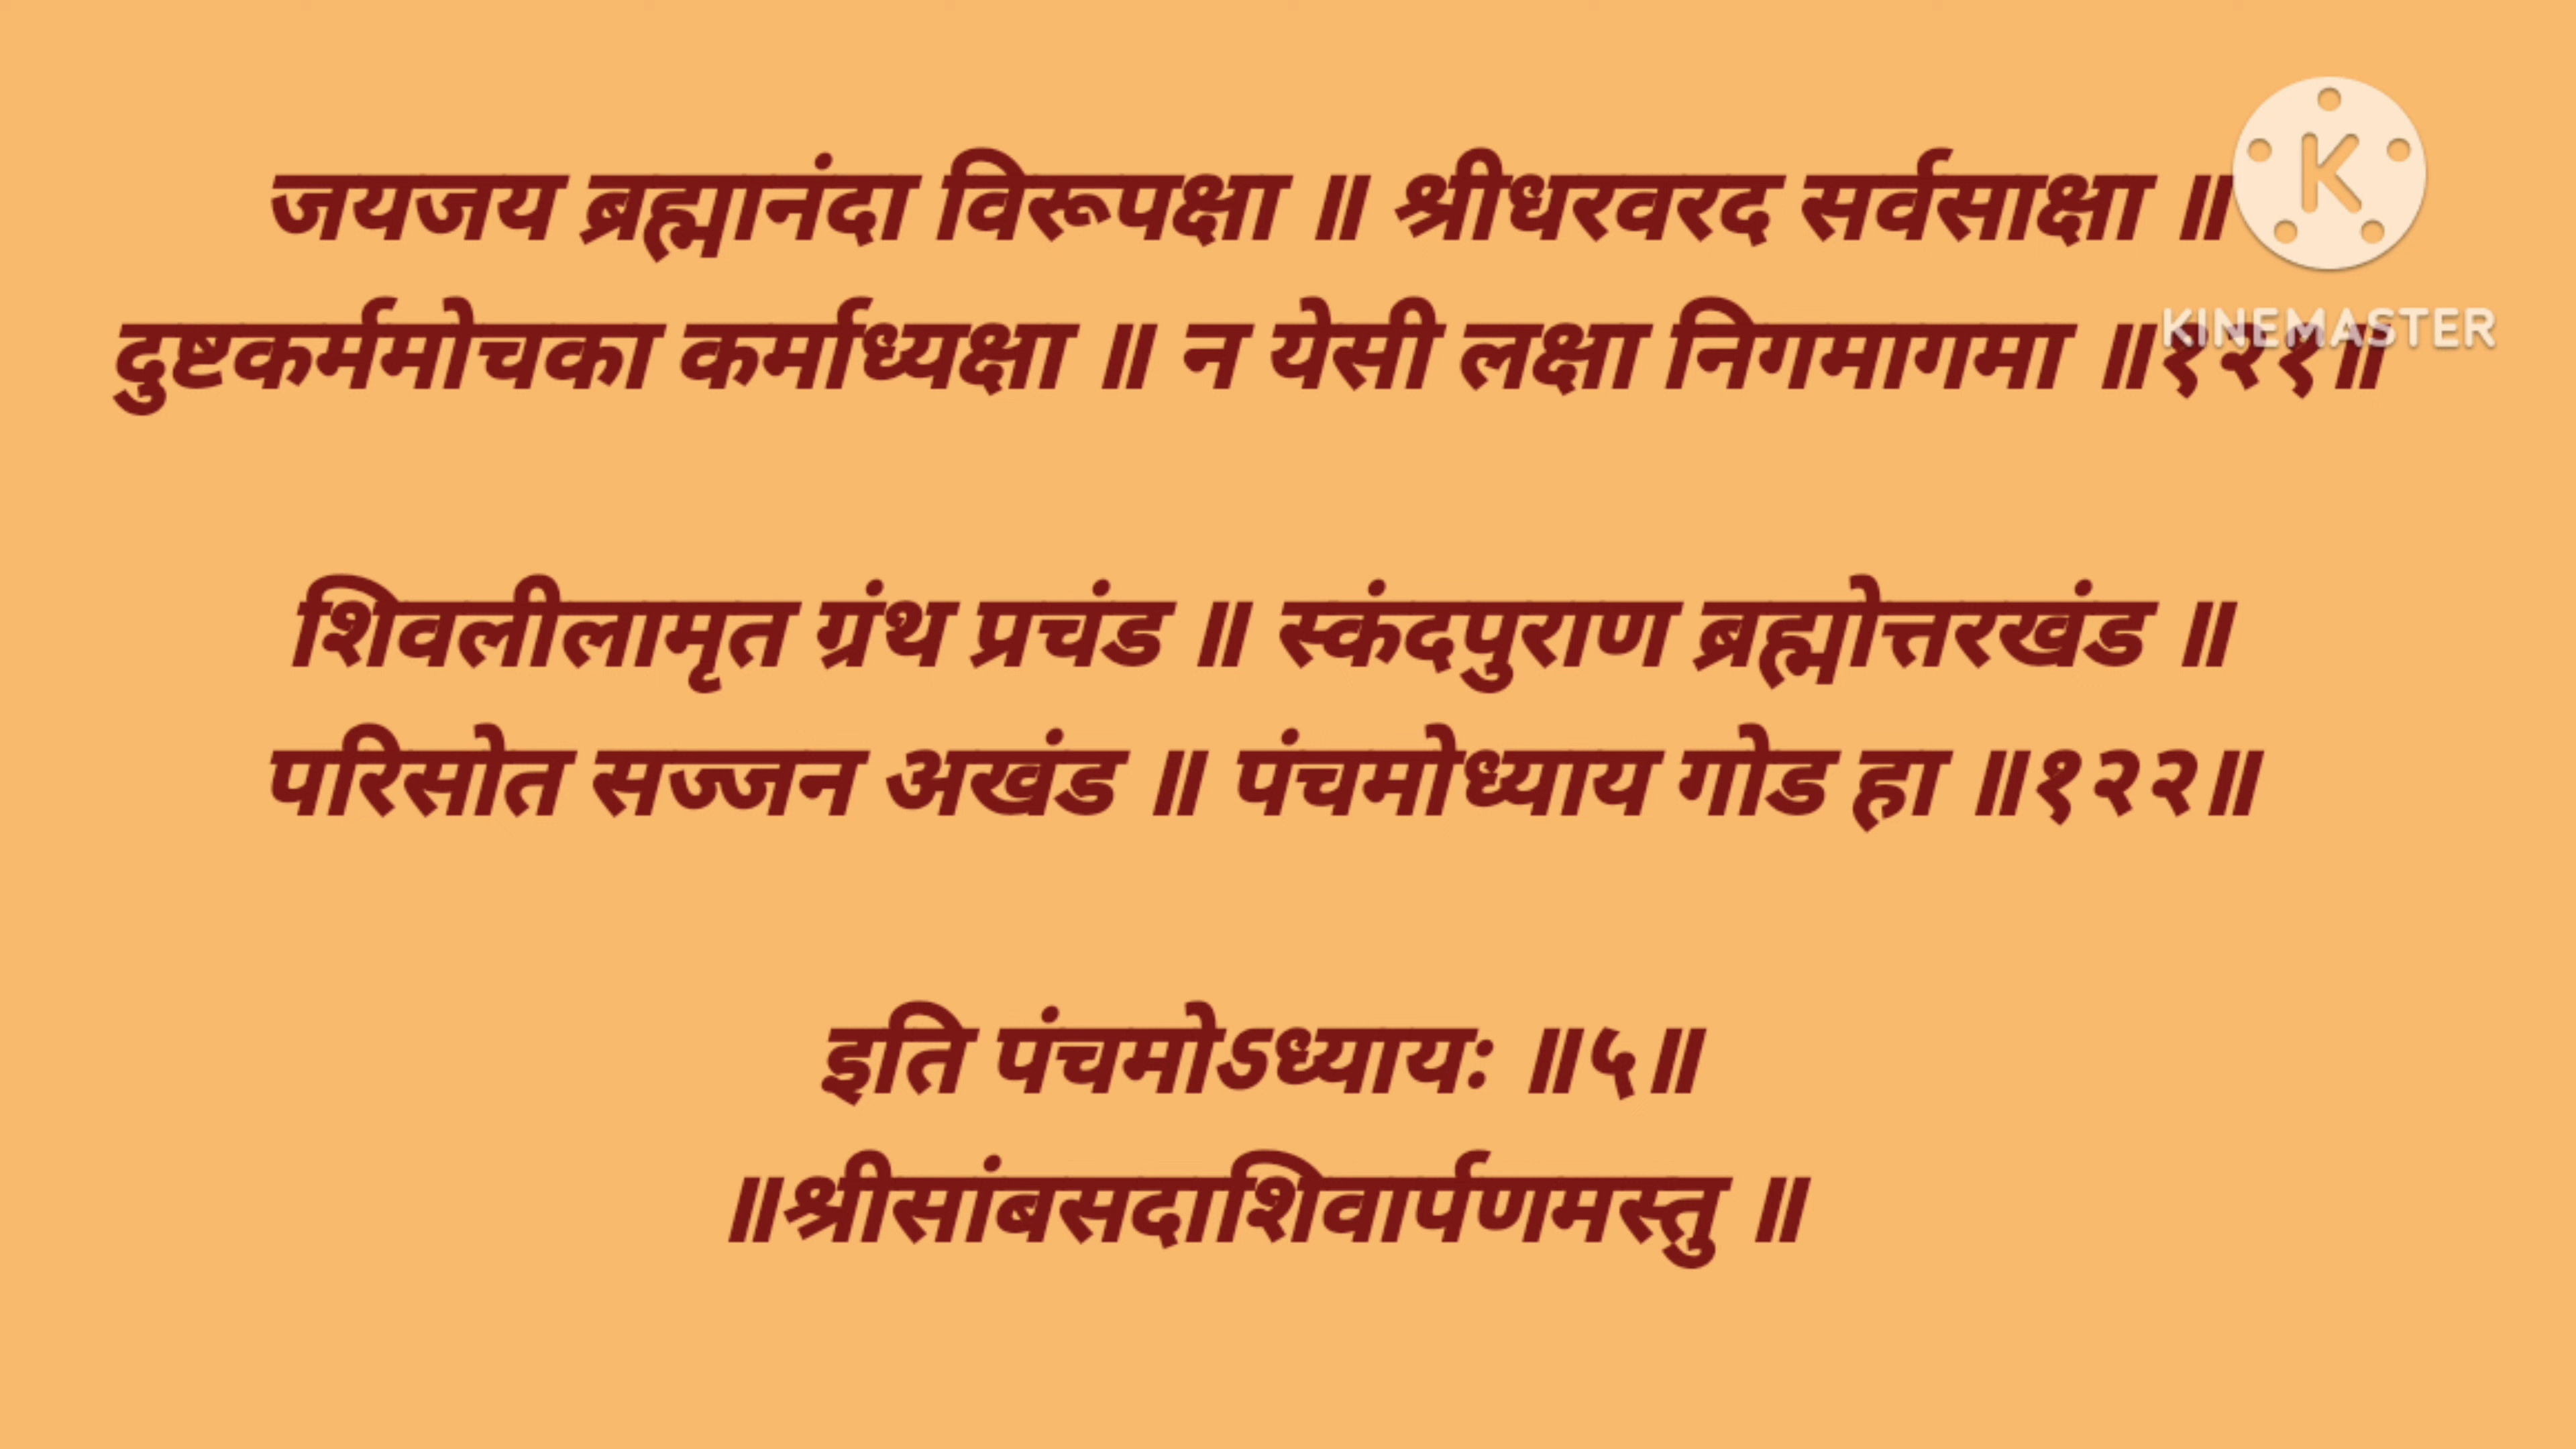 जयजय ब्रह्मानंदा विरूपक्षा ॥ श्रीधरवरद सर्वसाक्षा ॥
K
KINEMASTER
दुष्टकर्ममोचका कर्माध्यक्षा ॥ न येसी लक्षा निगमागमा ॥१२१॥
शिवलीलामृत ग्रंथ प्रचंड ॥ स्कंदपुराण ब्रह्मोत्तरखंड ॥
परिसोत सज्जन अखंड ॥ पंचमोध्याय गोड हा ॥१२२॥
इति पंचमोऽध्यायः ॥५॥
॥श्रीसांबसदाशिवार्पणमस्तु ॥